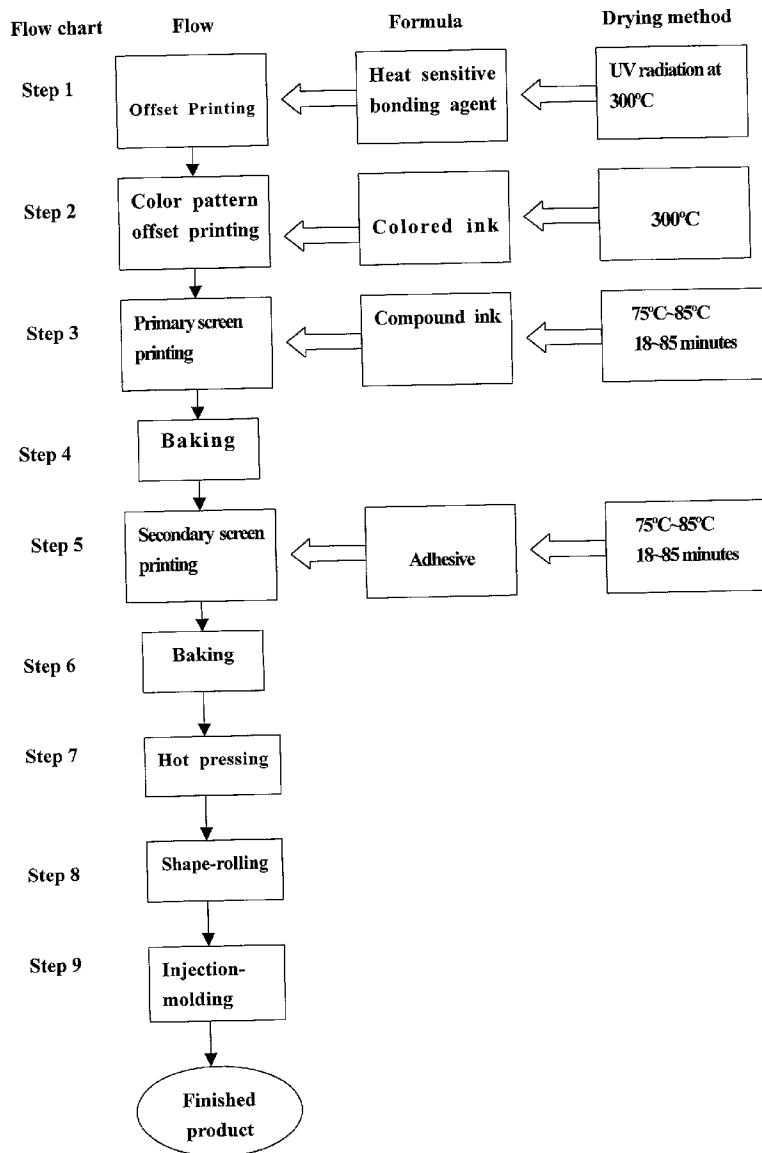 Flow chart
Flow
Formula
Drying method
Step 1
Offset Printing
Heat sensitive
bonding agent
UV radiation at
300ºC
Step 2
Color pattern
offset printing
Colored ink
300ºC
Step 3
Primary screen
printing
Compound ink
75ºC~85ºC
18~85 minutes
Step 4
Baking
Step 5
Secondary screen
printing
Adhesive
75ºC~85ºC
18~85 minutes
Step 6
Baking
Step 7
Hot pressing
Step 8
Shape-rolling
Step 9
Injection-
molding
Finished
product